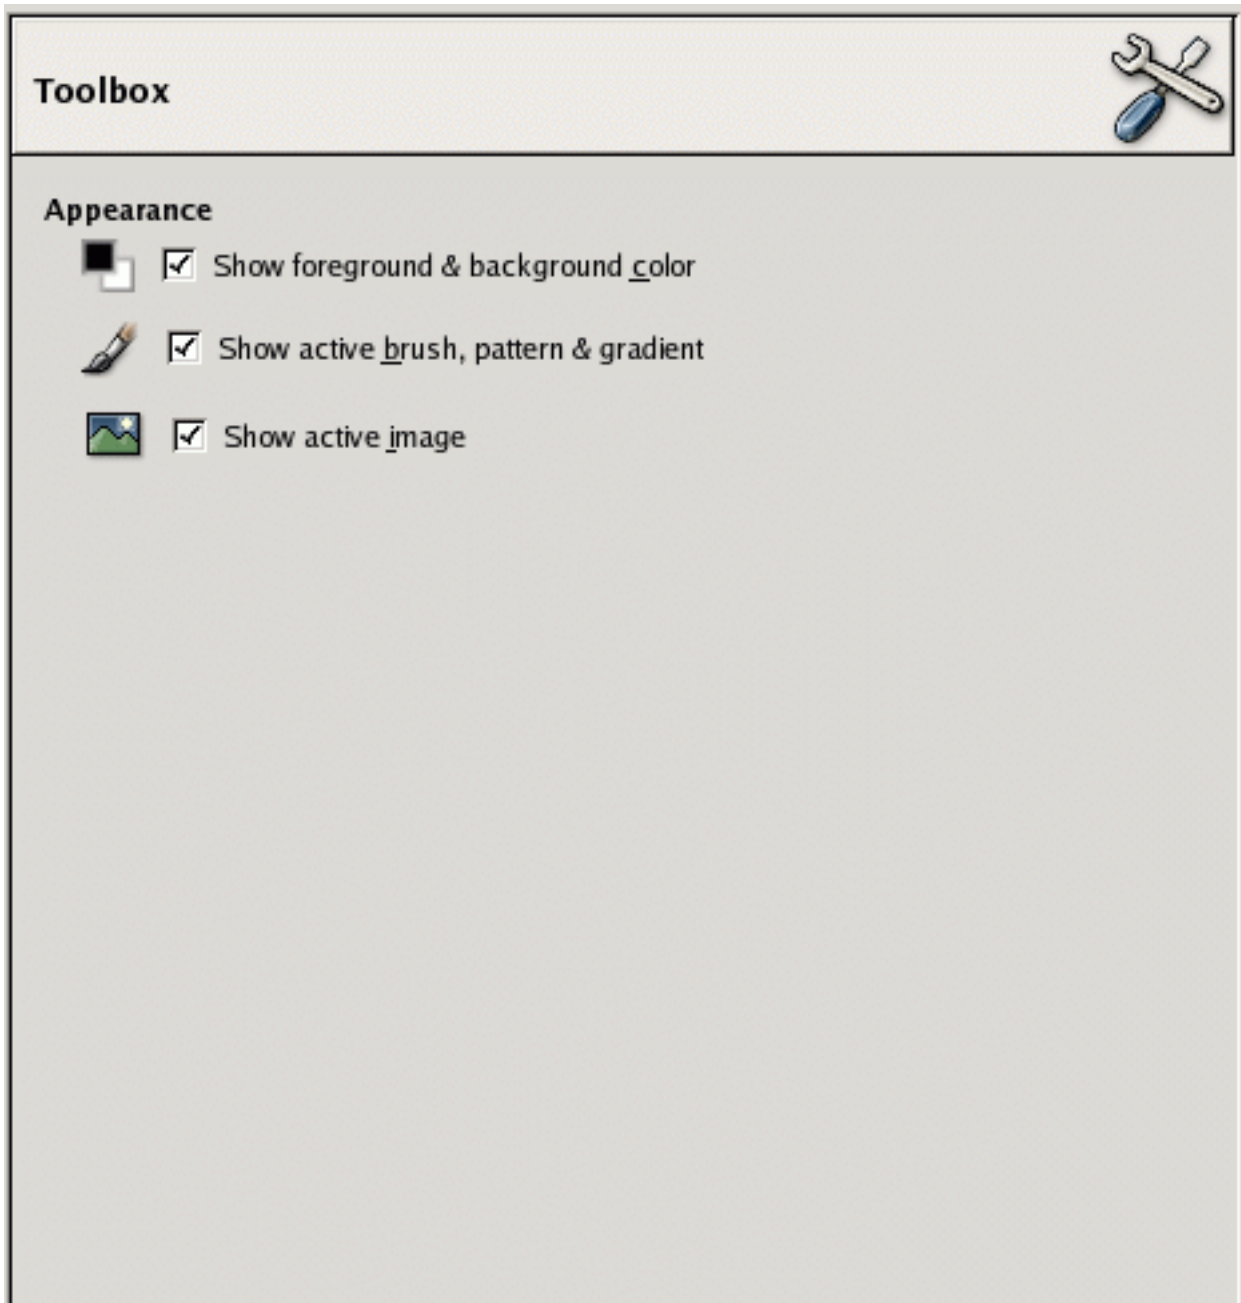 Toolbox
Appearance
Show foreground & background color
Show active brush, pattern & gradient
Show active image